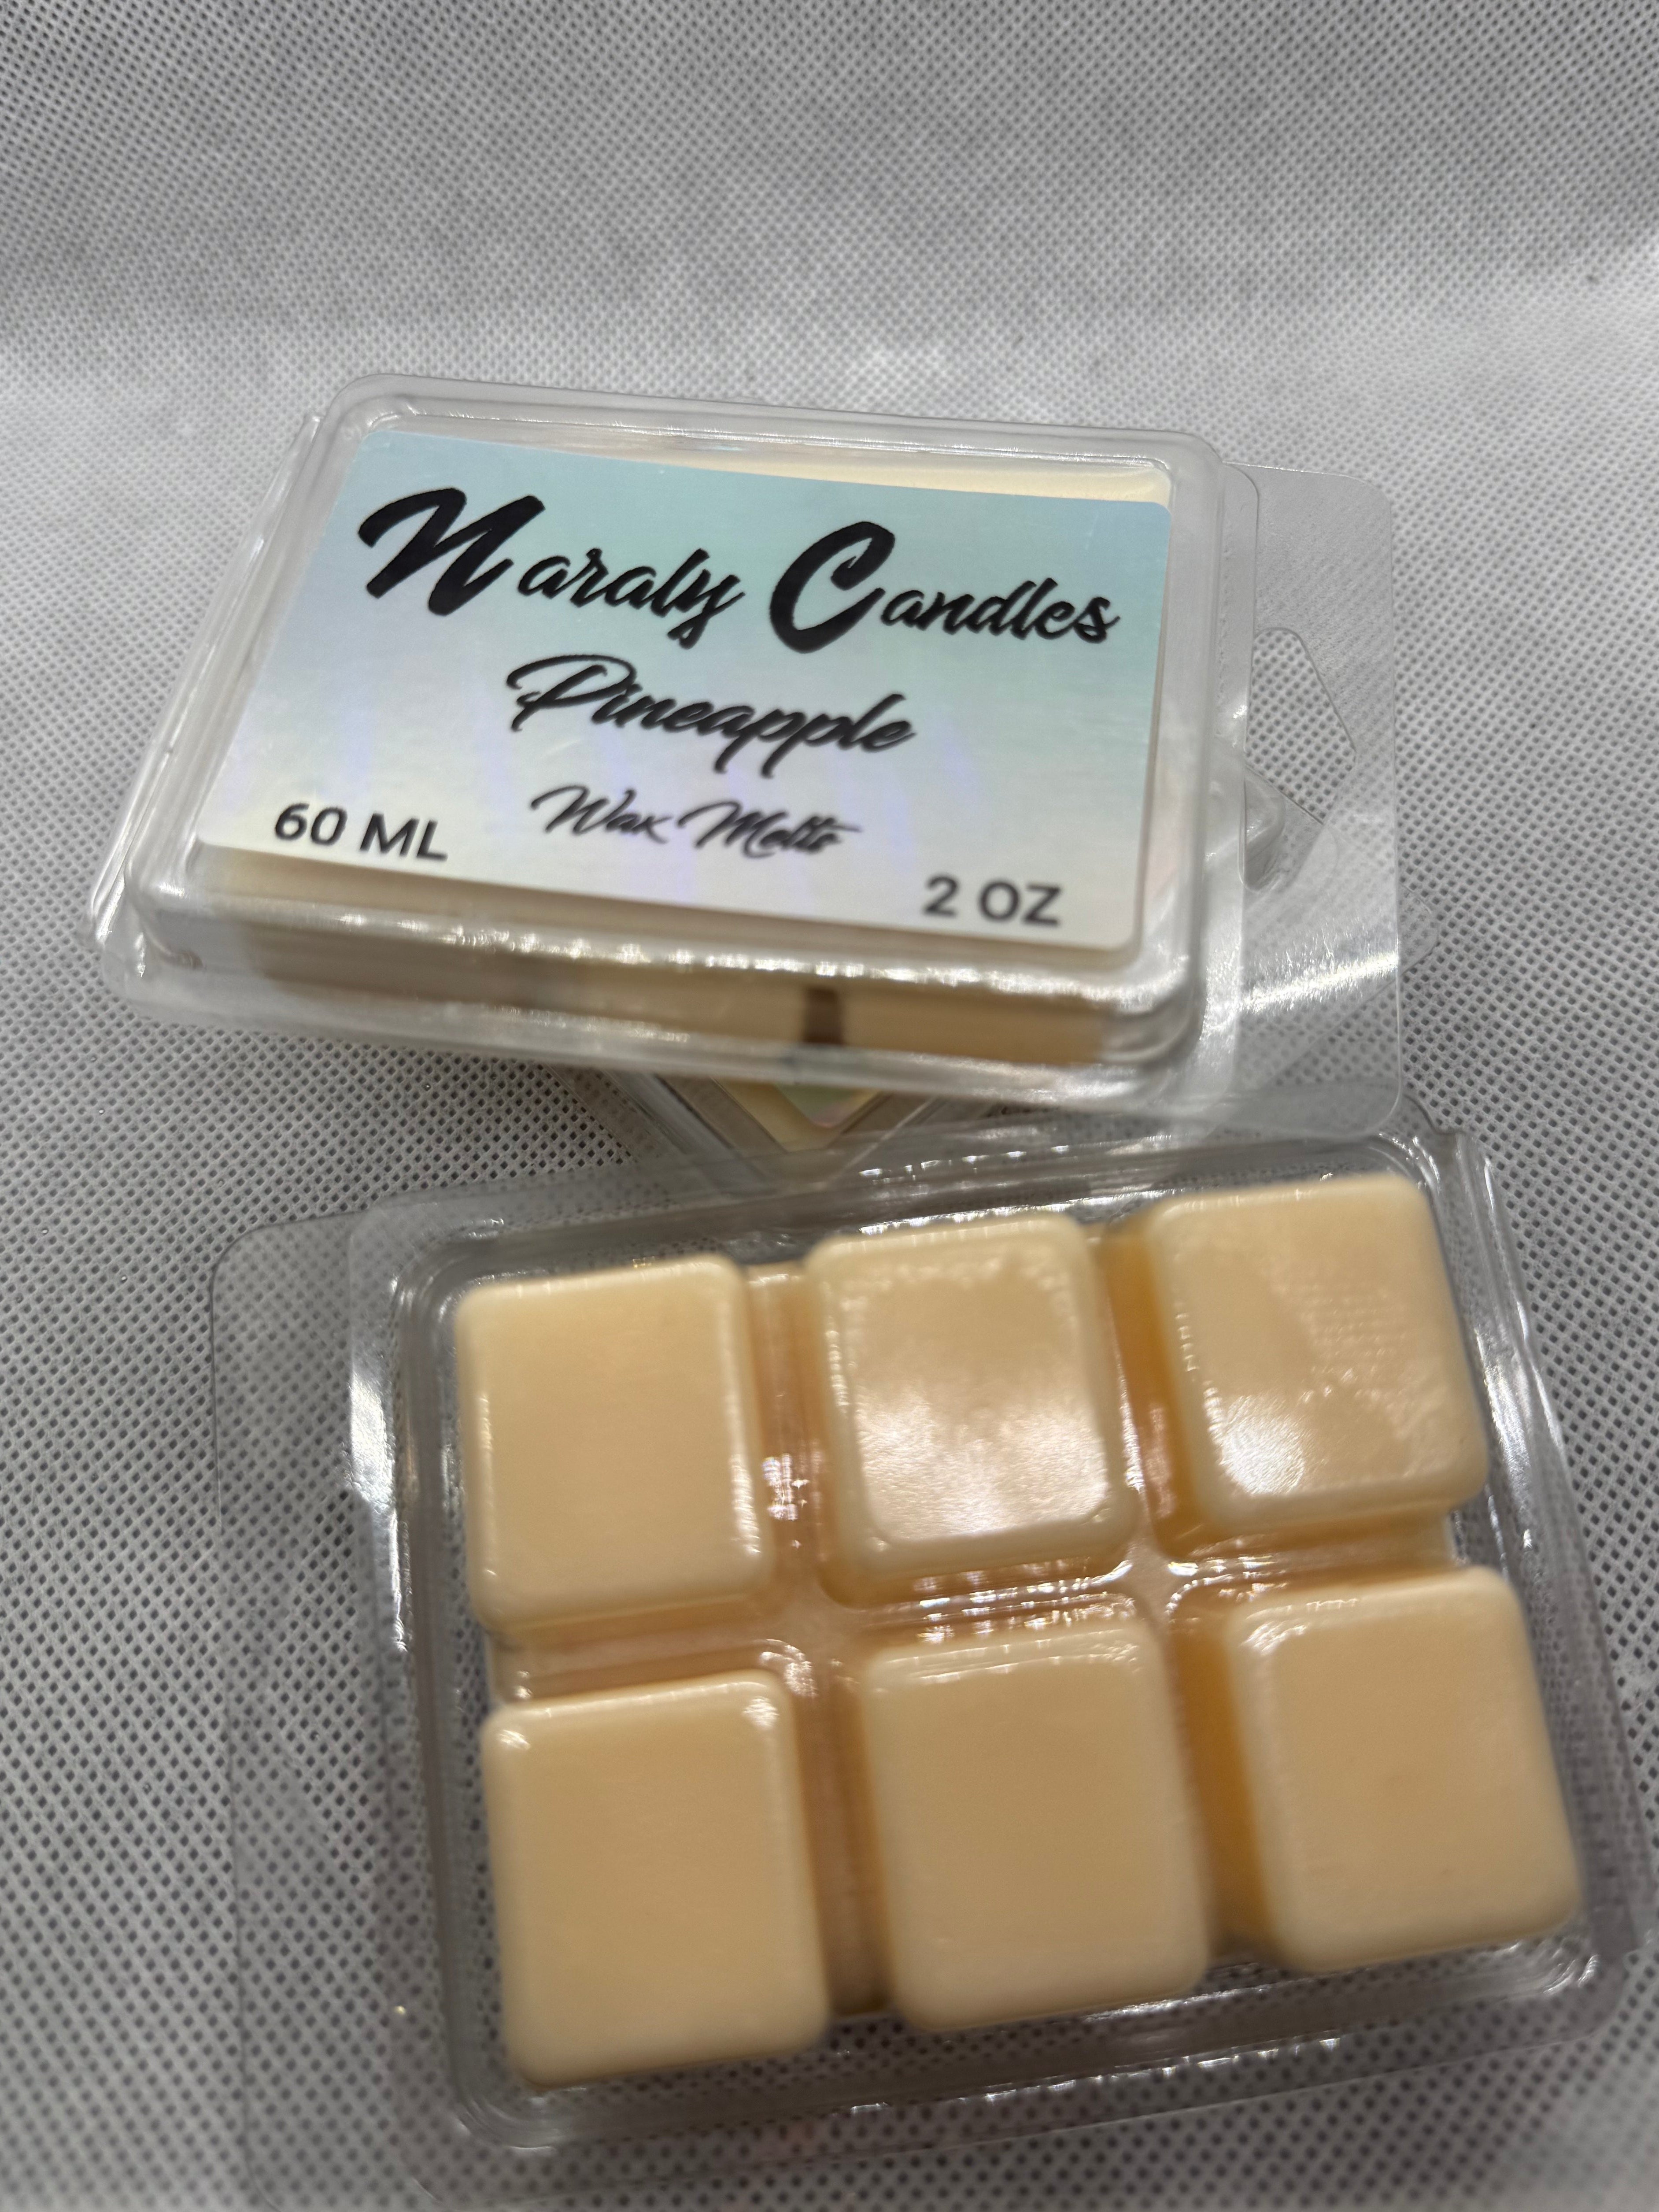 Naraly Candles
Pineapple
Wax Melts
60 ML
2 OZ